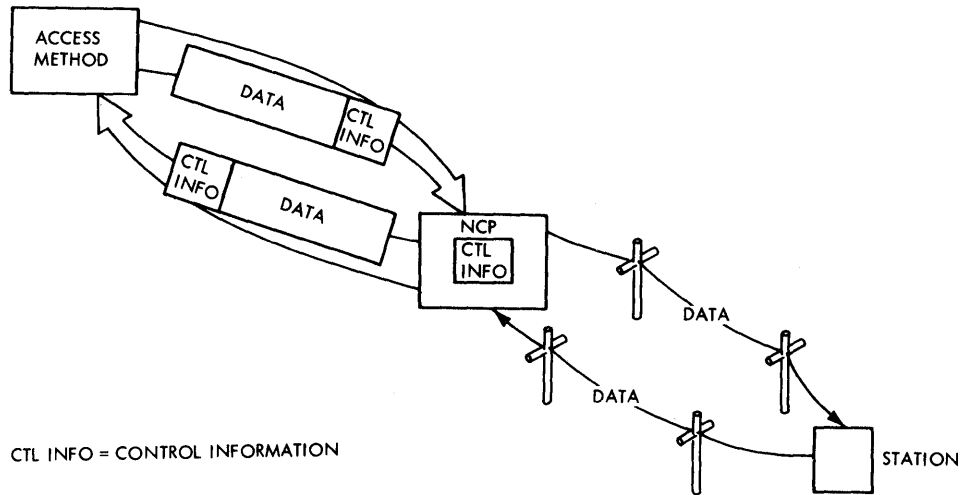 ACCESS
METHOD
DATA
CTL
INFO
CTL
INFO
DATA
NCP
CTL
INFO
DATA
DATA
CTL INFO = CONTROL INFORMATION
STATION